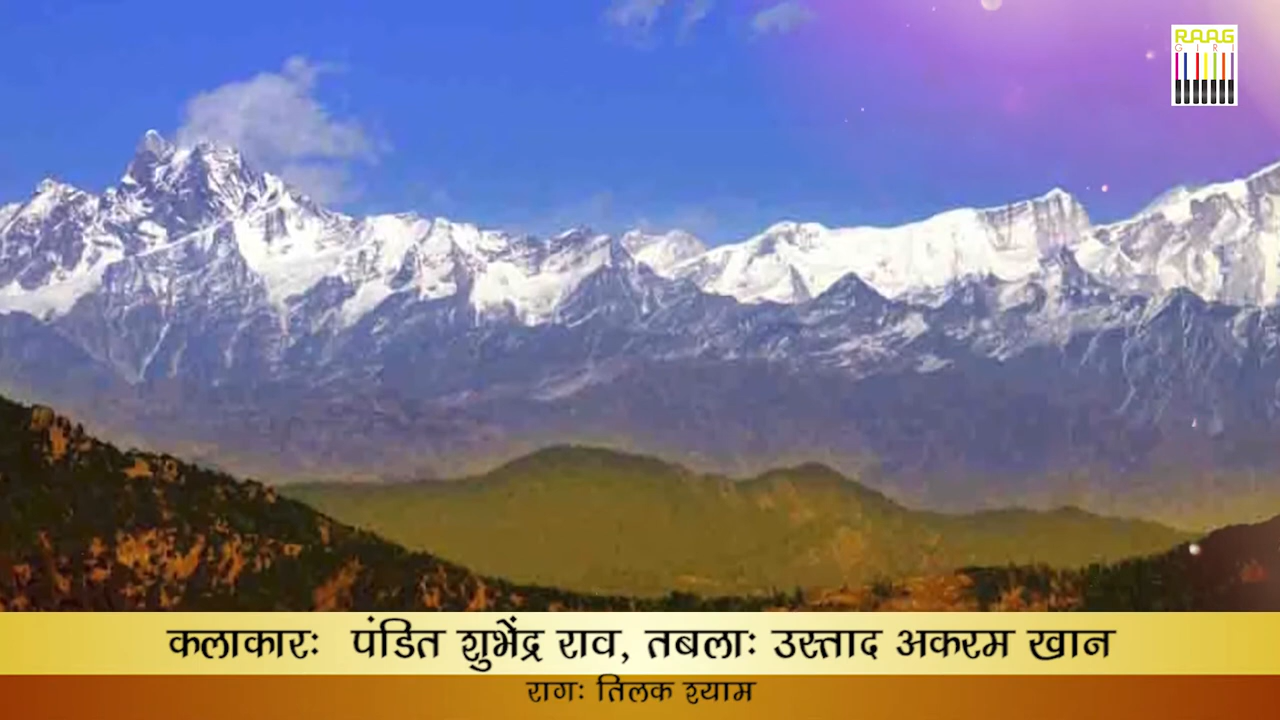 RAAG
GIRI
कलाकारः पंडित शुभेंद्र राव, तबलाः उस्ताद अकरम खान
रागः तिलक श्याम